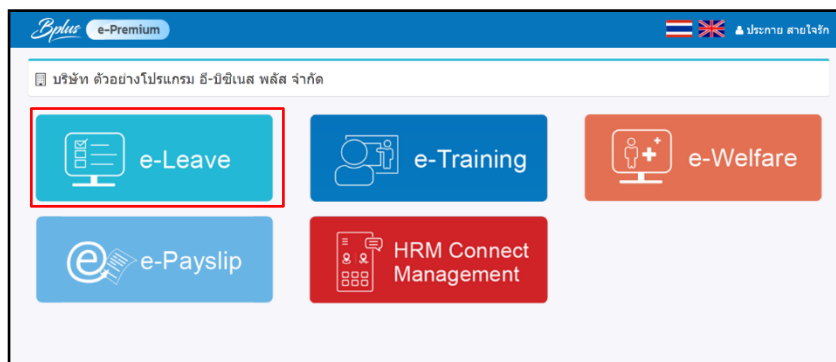 Bplus e-Premium ประกาย สายใจรัก
บริษัท ตัวอย่างโปรแกรม อี-บิซิเนส พลัส จำกัด
e-Leave
e-Training
e-Welfare
e-Payslip
HRM Connect
Management